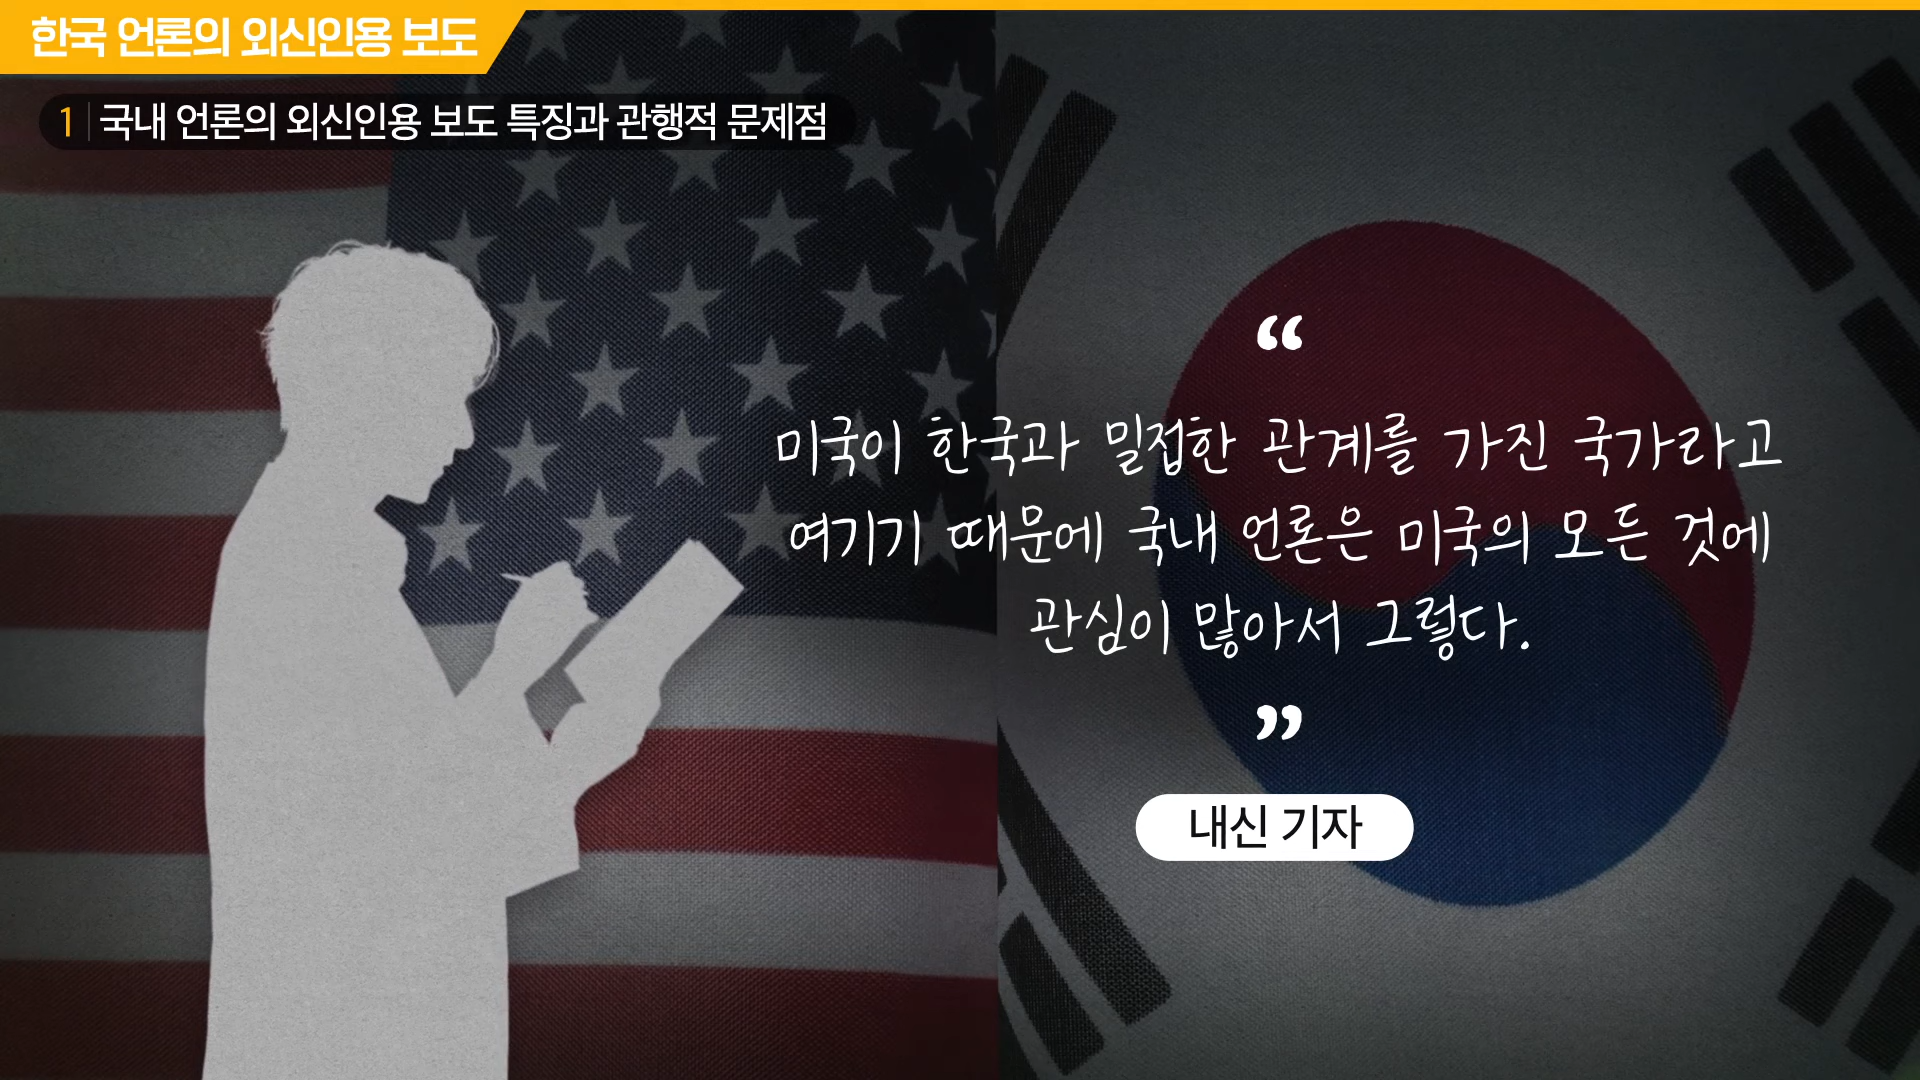 한국 언론의 외신인용 보도
1 국내 언론의 외신인용 보도 특징과 관행적 문제점
“
미국이 한국과 밀접한 관계를 가진 국가라고
여기기 때문에 국내 언론은 미국의 모든 것에
관심이 많아서 그렇다.
”
내신 기자